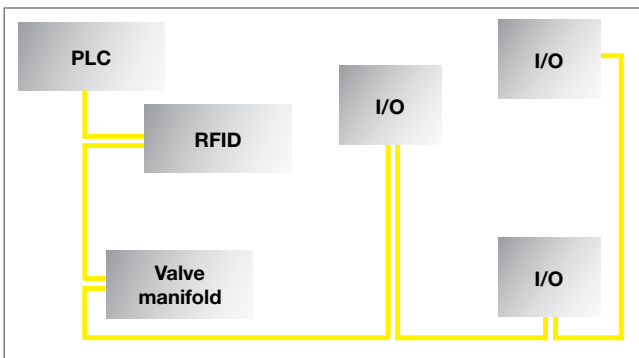 PLC
RFID
I/O
I/O
Valve
manifold
I/O